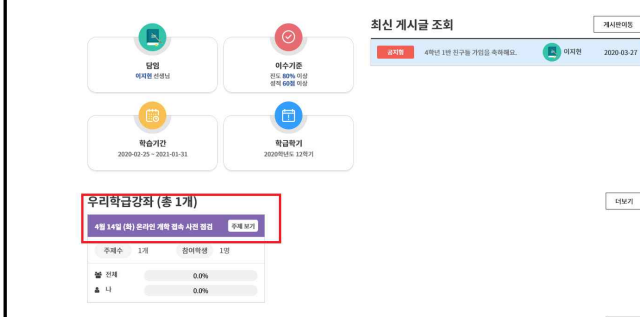 최신 게시글 조회
게시판이동
공지형 4학년 1반 친구들 가입을 축하해요. 이지현 2020-03-27
담임
이지현 선생님
이수기준
진도 80% 이상
성적 60점 이상
학습기간
2020-02-25 ~ 2021-01-31
학급학기
2020학년도 12학기
우리학급강좌 (총 1개)
더보기
4월 14일 (화) 온라인 개학 접속 사전 점검 주제 보기
주제수 1개 참여학생 1명
전체 0.0%
나 0.0%